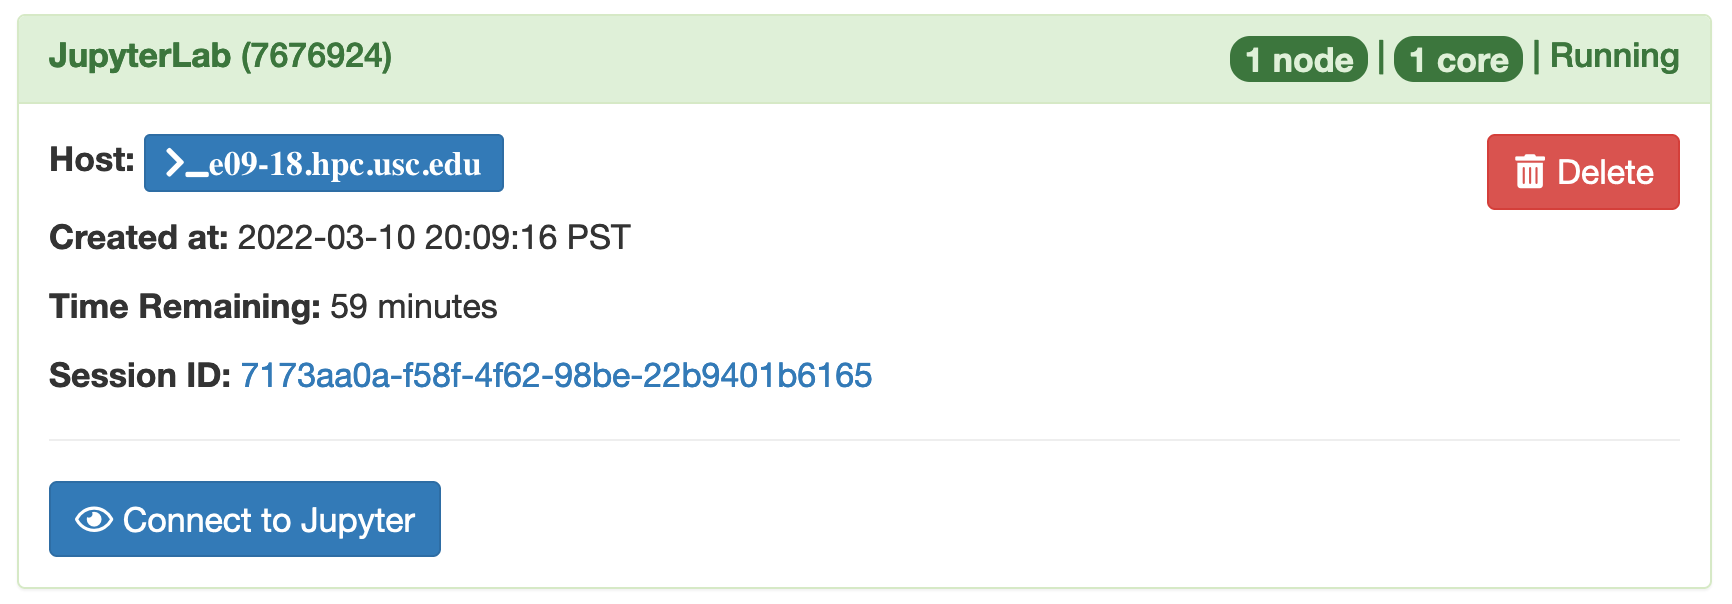 JupyterLab (7676924) 1 node | 1 core | Running
Host: >_e09-18.hpc.usc.edu Delete
Created at: 2022-03-10 20:09:16 PST
Time Remaining: 59 minutes
Session ID: 7173aa0a-f58f-4f62-98be-22b9401b6165
Connect to Jupyter